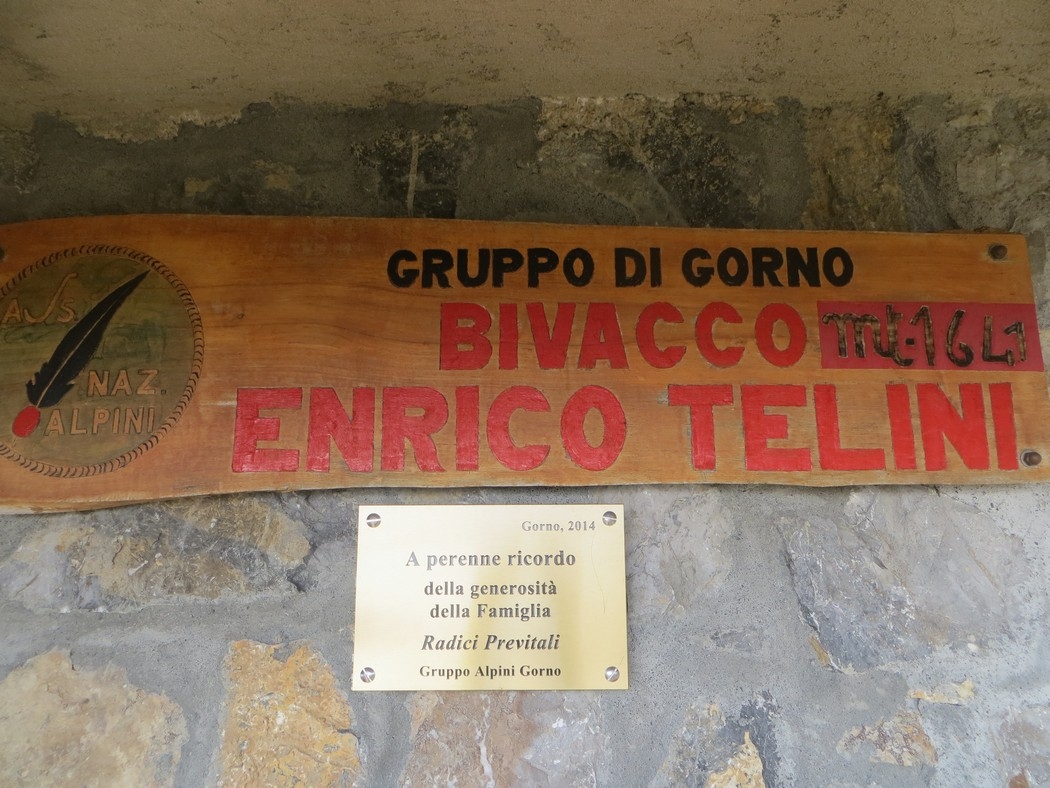 GRUPPO DI GORNO
BIVACCO mt.1641
ENRICO TELINI
ASS.
NAZ.
ALPINI
Gorno, 2014
A perenne ricordo
della generosità
della Famiglia
Radici Previtali
Gruppo Alpini Gorno